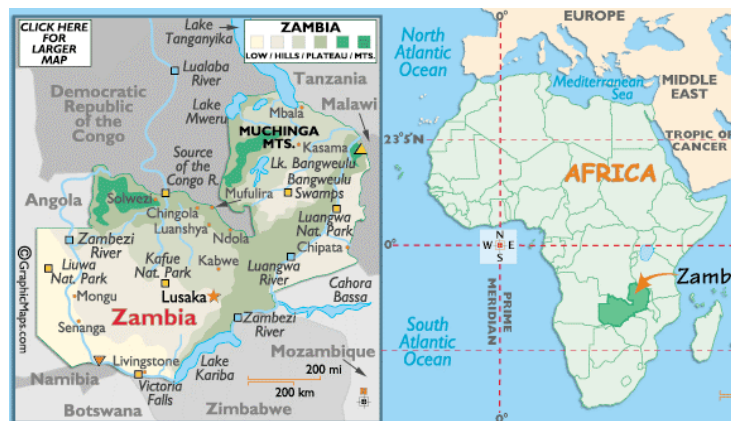 CLICK HERE
FOR
LARGER
MAP
Lake
Tanganyika
ZAMBIA
LOW / HILLS / PLATEAU / MTS.
Lualaba
River
Tanzania
Democratic
Republic
of the
Congo
Lake
Mweru
Mbala
Malawi
MUCHINGA
MTS.
Kasama
Source
of the
Congo R.
Lk. Bangweulu
Bangweulu
Swamps
Angola
Solwezi
Mufulira
Chingola
Luanshya
Ndola
Luangwa
Nat. Park
Zambezi
River
Kafue
Nat. Park
Kabwe
Chipata
Liuwa
Nat. Park
Luangwa
River
Mongu
Lusaka
Cahora
Bassa
Zambia
Senanga
Zambezi
River
Mozambique
Livingstone
Lake
Kariba
200 mi
200 km
Namibia
Victoria
Falls
Botswana
Zimbabwe
©GraphicMaps.com
EUROPE
North
Atlantic
Ocean
Mediterranean
Sea
MIDDLE
EAST
23°5'N
TROPIC OF
CANCER
AFRICA
N
0°
W E
S
0°
Zamb
PRIME
MERIDIAN
South
Atlantic
Ocean
0°